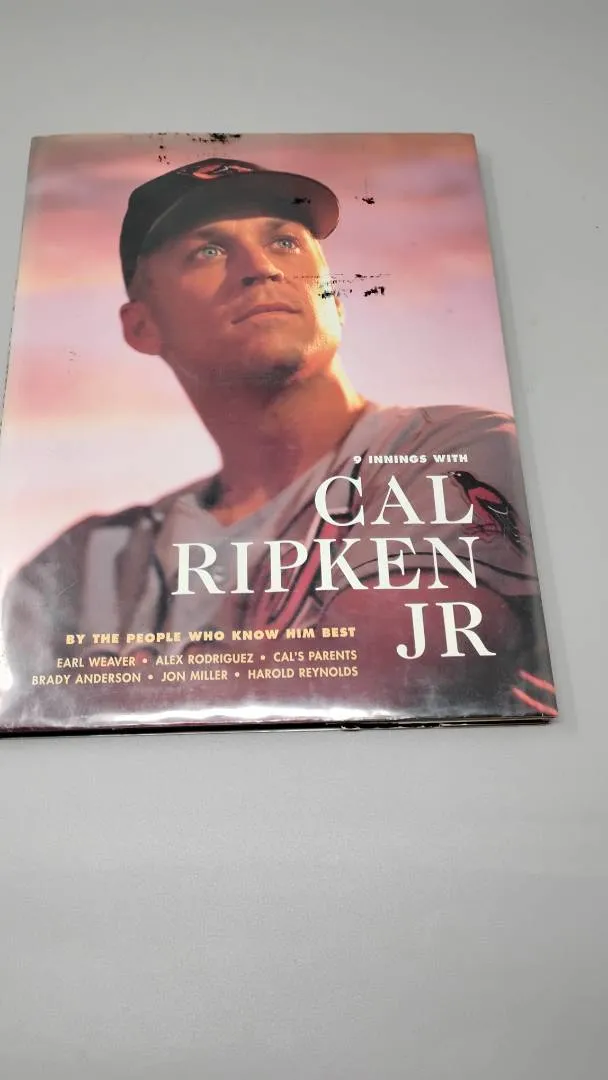 9 INNINGS WITH
CAL
RIPKEN
JR
BY THE PEOPLE WHO KNOW HIM BEST
EARL WEAVER • ALEX RODRIGUEZ • CAL'S PARENTS
BRADY ANDERSON • JON MILLER • HAROLD REYNOLDS